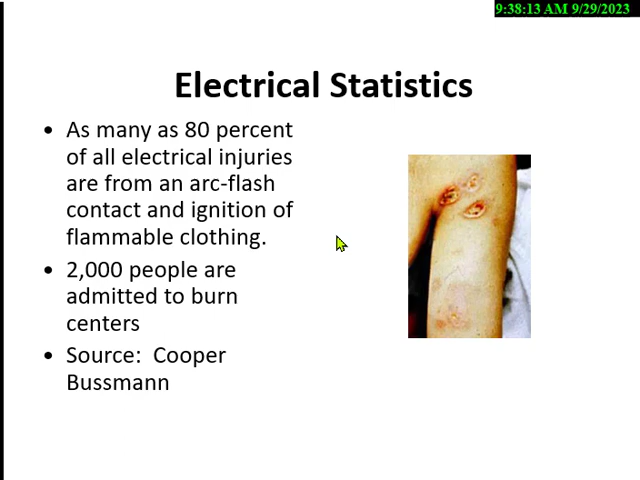 9:38:13 AM 9/29/2023
Electrical Statistics
• As many as 80 percent
of all electrical injuries
are from an arc-flash
contact and ignition of
flammable clothing.
• 2,000 people are
admitted to burn
centers
• Source:  Cooper
Bussmann